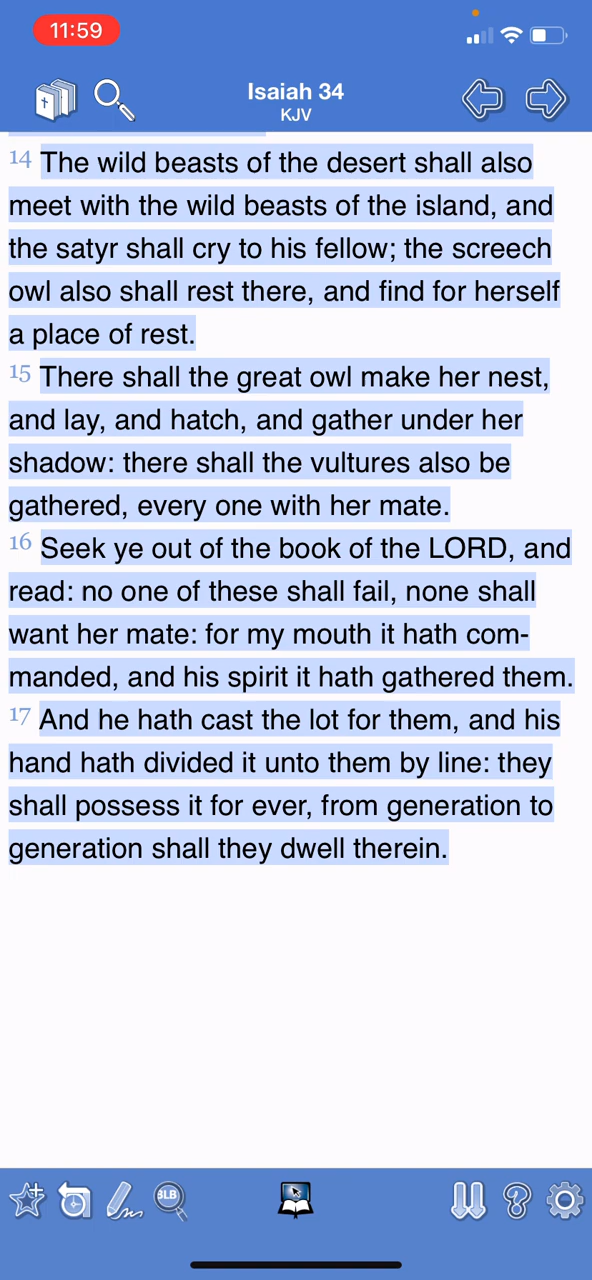 11:59
Isaiah 34
KJV
14 The wild beasts of the desert shall also
meet with the wild beasts of the island, and
the satyr shall cry to his fellow; the screech
owl also shall rest there, and find for herself
a place of rest.
15 There shall the great owl make her nest,
and lay, and hatch, and gather under her
shadow: there shall the vultures also be
gathered, every one with her mate.
16 Seek ye out of the book of the LORD, and
read: no one of these shall fail, none shall
want her mate: for my mouth it hath com-
manded, and his spirit it hath gathered them.
17 And he hath cast the lot for them, and his
hand hath divided it unto them by line: they
shall possess it for ever, from generation to
generation shall they dwell therein.
BLB